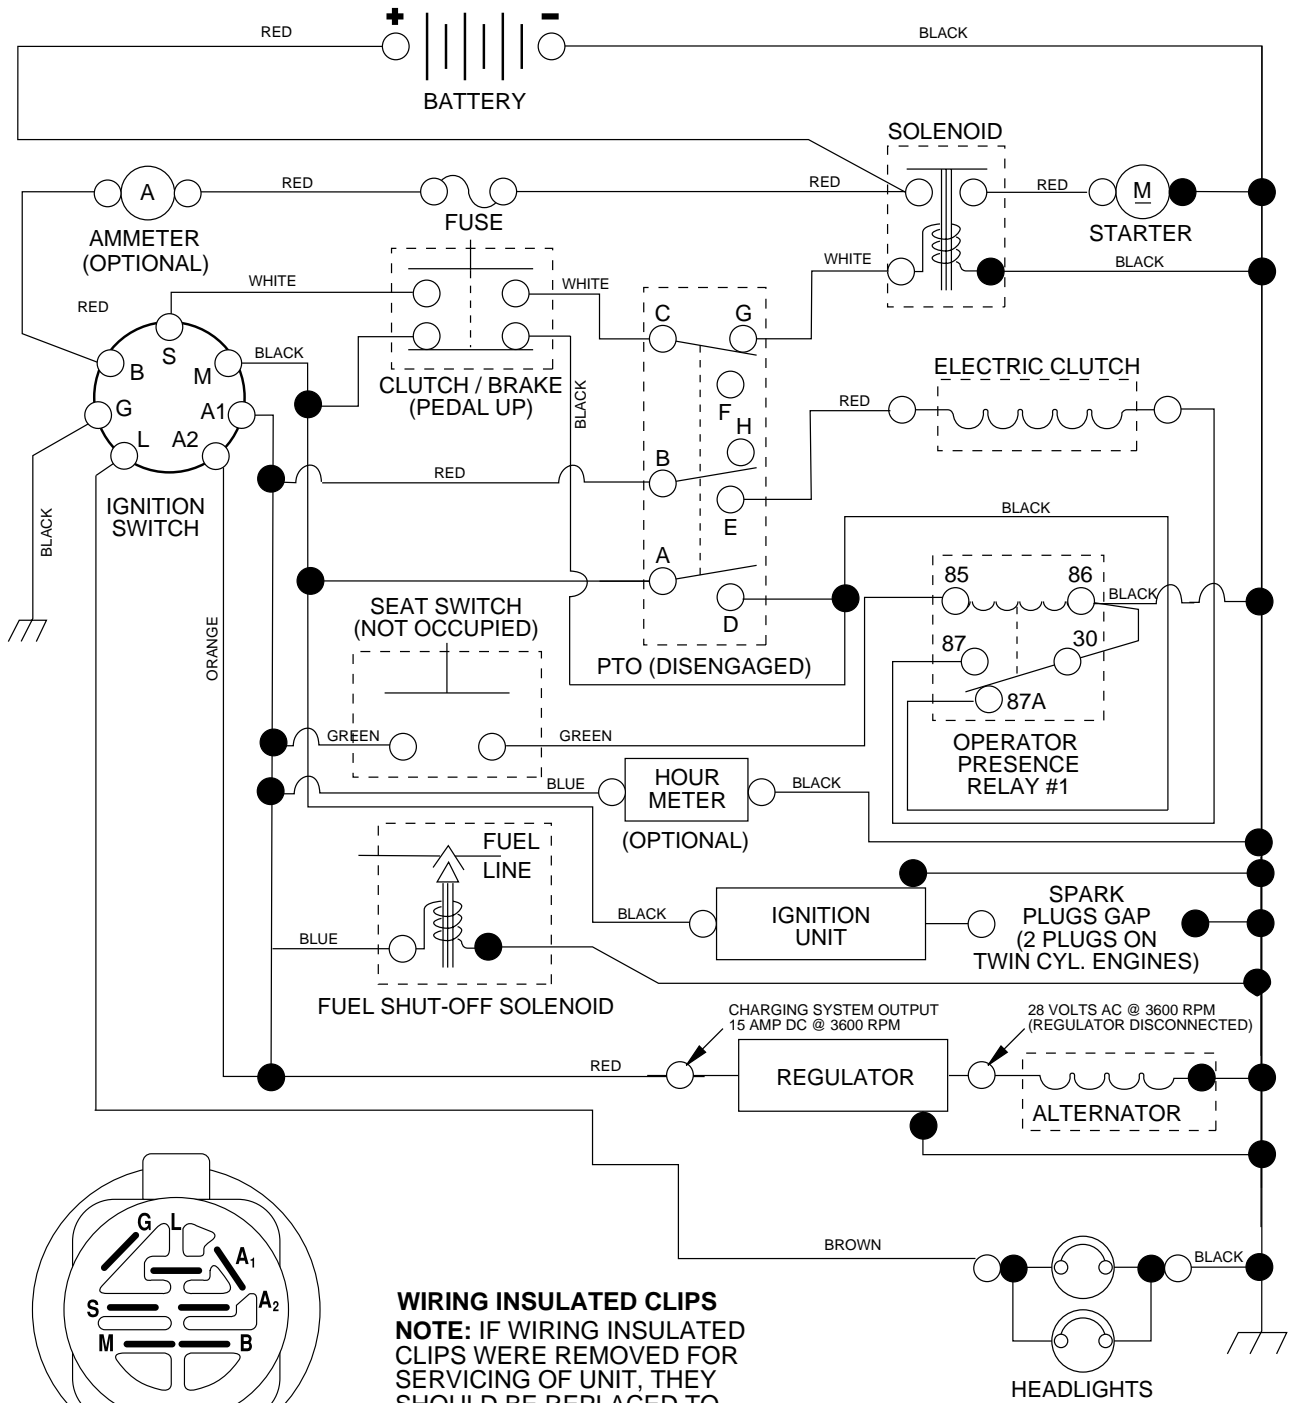 + −
RED
BLACK
BATTERY
SOLENOID
RED
RED
RED
A
M
FUSE
AMMETER
(OPTIONAL)
STARTER
WHITE
WHITE
WHITE
BLACK
RED
C G
S
B
M
BLACK
ELECTRIC CLUTCH
CLUTCH / BRAKE
(PEDAL UP)
BLACK
F
RED
G
A1
L A2
H
B
RED
IGNITION
SWITCH
BLACK
E
BLACK
A
85 86
BLACK
SEAT SWITCH
(NOT OCCUPIED)
D
ORANGE
87 30
PTO (DISENGAGED)
87A
GREEN
GREEN
OPERATOR
PRESENCE
RELAY #1
BLUE
HOUR
METER
BLACK
(OPTIONAL)
FUEL
LINE
SPARK
PLUGS GAP
(2 PLUGS ON
TWIN CYL. ENGINES)
BLACK
IGNITION
UNIT
BLUE
FUEL SHUT-OFF SOLENOID
CHARGING SYSTEM OUTPUT
15 AMP DC @ 3600 RPM
28 VOLTS AC @ 3600 RPM
(REGULATOR DISCONNECTED)
RED
REGULATOR
ALTERNATOR
G L
A1
S
A2
M B
BROWN
BLACK
WIRING INSULATED CLIPS
NOTE: IF WIRING INSULATED
CLIPS WERE REMOVED FOR
SERVICING OF UNIT, THEY
SHOULD BE REPLACED TO
HEADLIGHTS